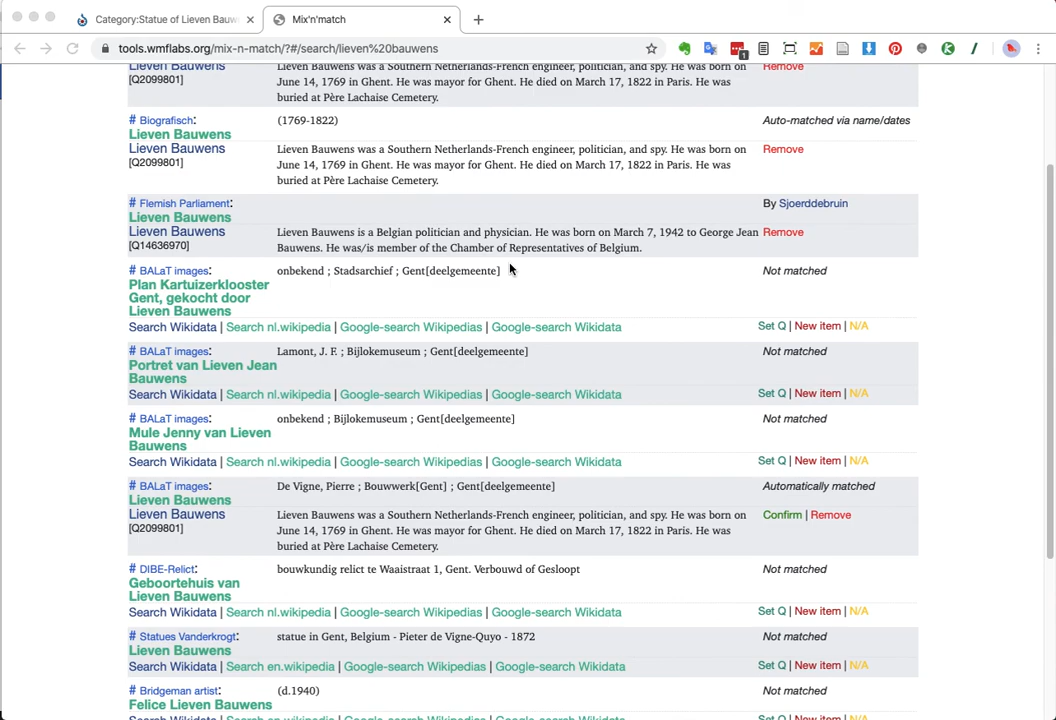 Category:Statue of Lieven Bauw
Mix'n'match
tools.wmflabs.org/mix-n-match/?#/search/lieven%20bauwens
1
Lieven Bauwens
Lieven Bauwens was a Southern Netherlands-French engineer, politician, and spy. He was born on
Remove
[Q2099801]
June 14, 1769 in Ghent. He was mayor for Ghent. He died on March 17, 1822 in Paris. He was
buried at Père Lachaise Cemetery.
# Biografisch:
(1769-1822)
Auto-matched via name/dates
Lieven Bauwens
Lieven Bauwens
Lieven Bauwens was a Southern Netherlands-French engineer, politician, and spy. He was born on
Remove
[Q2099801]
June 14, 1769 in Ghent. He was mayor for Ghent. He died on March 17, 1822 in Paris. He was
buried at Père Lachaise Cemetery.
# Flemish Parliament:
By Sjoerddebruin
Lieven Bauwens
Lieven Bauwens
Lieven Bauwens is a Belgian politician and physician. He was born on March 7, 1942 to George Jean
Remove
[Q14636970]
Bauwens. He was/is member of the Chamber of Representatives of Belgium.
# BALaT images:
onbekend ; Stadsarchief ; Gent[deelgemeente]
Not matched
Plan Kartuizerklooster
Gent, gekocht door
Lieven Bauwens
Search Wikidata | Search nl.wikipedia | Google-search Wikipedias | Google-search Wikidata
Set Q | New item | N/A
# BALaT images:
Lamont, J. F. ; Bijlokemuseum ; Gent[deelgemeente]
Not matched
Portret van Lieven Jean
Bauwens
Search Wikidata | Search nl.wikipedia | Google-search Wikipedias | Google-search Wikidata
Set Q | New item | N/A
# BALaT images:
onbekend ; Bijlokemuseum ; Gent[deelgemeente]
Not matched
Mule Jenny van Lieven
Bauwens
Search Wikidata | Search nl.wikipedia | Google-search Wikipedias | Google-search Wikidata
Set Q | New item | N/A
# BALaT images:
De Vigne, Pierre ; Bouwwerk[Gent] ; Gent[deelgemeente]
Automatically matched
Lieven Bauwens
Lieven Bauwens
Lieven Bauwens was a Southern Netherlands-French engineer, politician, and spy. He was born on
Confirm | Remove
[Q2099801]
June 14, 1769 in Ghent. He was mayor for Ghent. He died on March 17, 1822 in Paris. He was
buried at Père Lachaise Cemetery.
# DIBE-Relict:
bouwkundig relict te Waaistraat 1, Gent. Verbouwd of Gesloopt
Not matched
Geboortehuis van
Lieven Bauwens
Search Wikidata | Search nl.wikipedia | Google-search Wikipedias | Google-search Wikidata
Set Q | New item | N/A
# Statues Vanderkrogt:
statue in Gent, Belgium - Pieter de Vigne-Quyo - 1872
Not matched
Lieven Bauwens
Search Wikidata | Search en.wikipedia | Google-search Wikipedias | Google-search Wikidata
Set Q | New item | N/A
# Bridgeman artist:
(d.1940)
Not matched
Felice Lieven Bauwens
Search Wikidata | Search en.wikipedia | Google-search Wikipedias | Google-search Wikidata
Set Q | New item | N/A